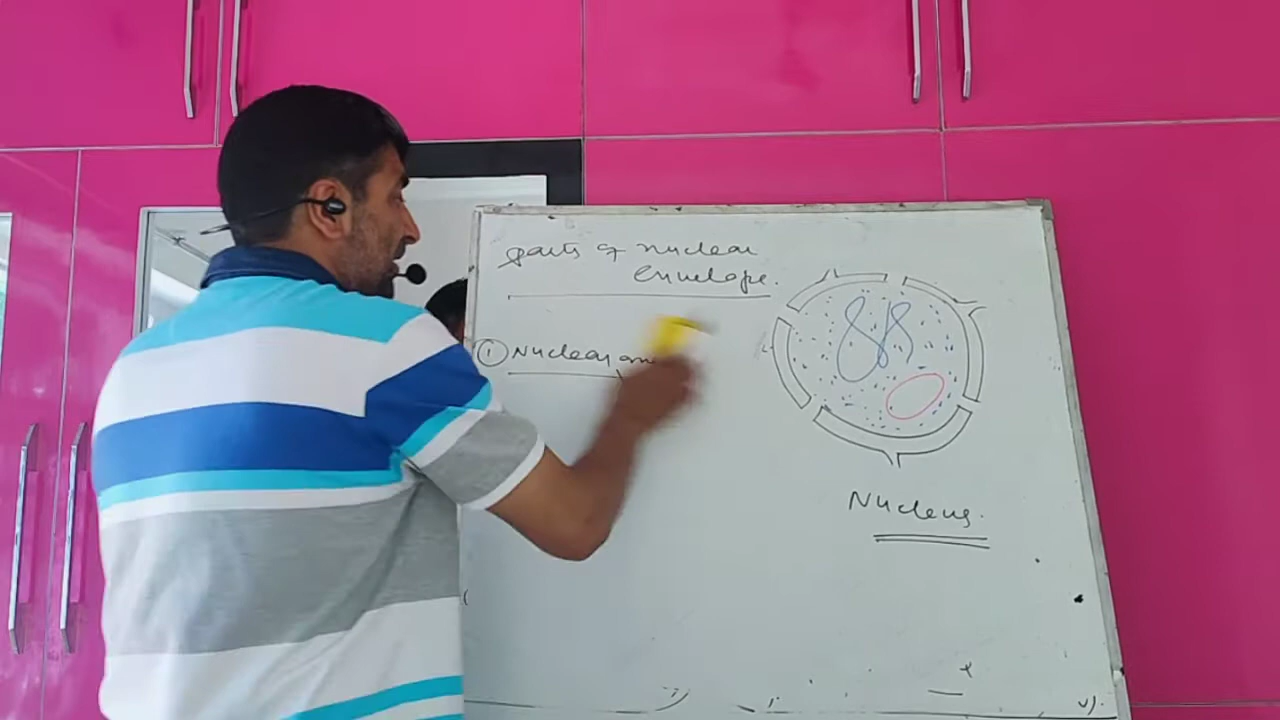 parts of nuclear
envelope.
① Nuclear
Nucleus.